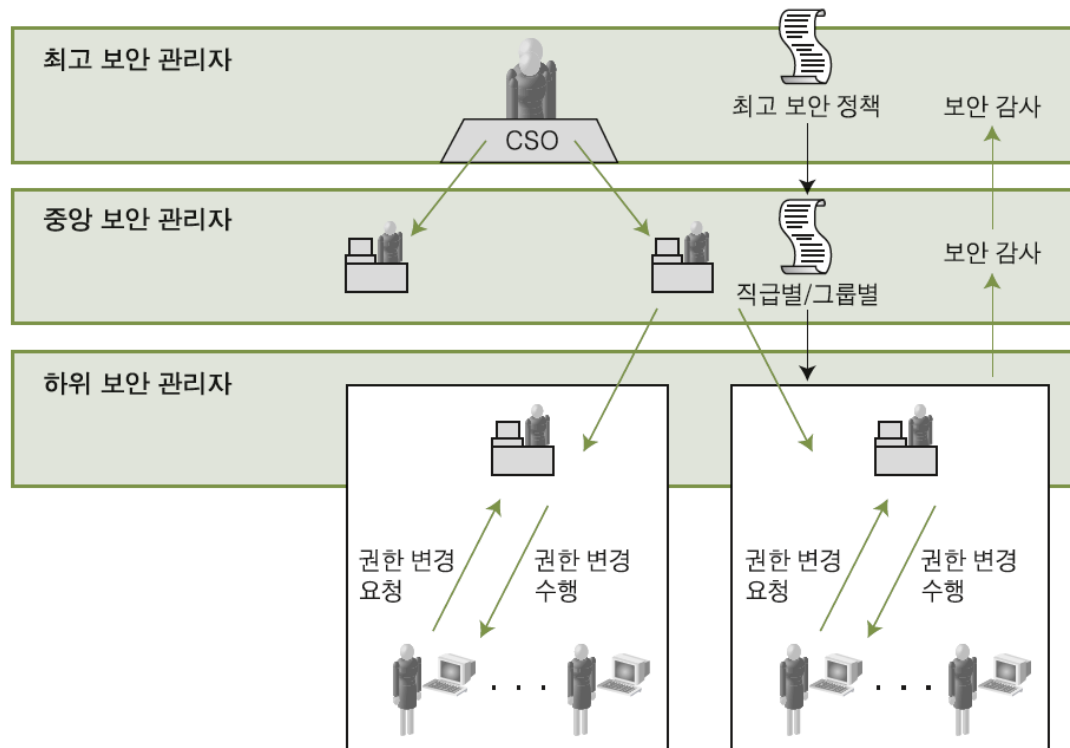 최고 보안 관리자
CSO
최고 보안 정책
보안 감사
중앙 보안 관리자
직급별/그룹별
보안 감사
하위 보안 관리자
권한 변경
요청
권한 변경
수행
. . .
권한 변경
요청
권한 변경
수행
. . .